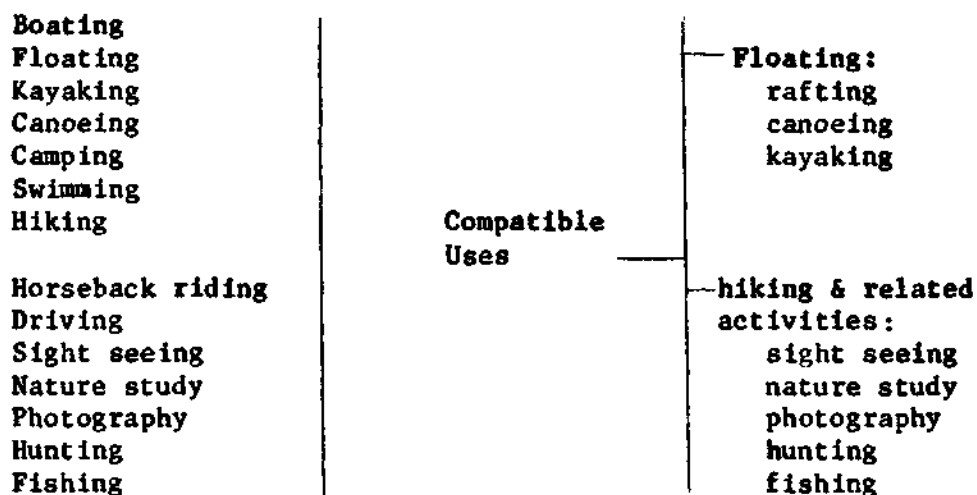 Boating
Floating
Kayaking
Canoeing
Camping
Swimming
Hiking
Horseback riding
Driving
Sight seeing
Nature study
Photography
Hunting
Fishing
Compatible
Uses
Floating:
rafting
canoeing
kayaking
hiking & related
activities:
sight seeing
nature study
photography
hunting
fishing